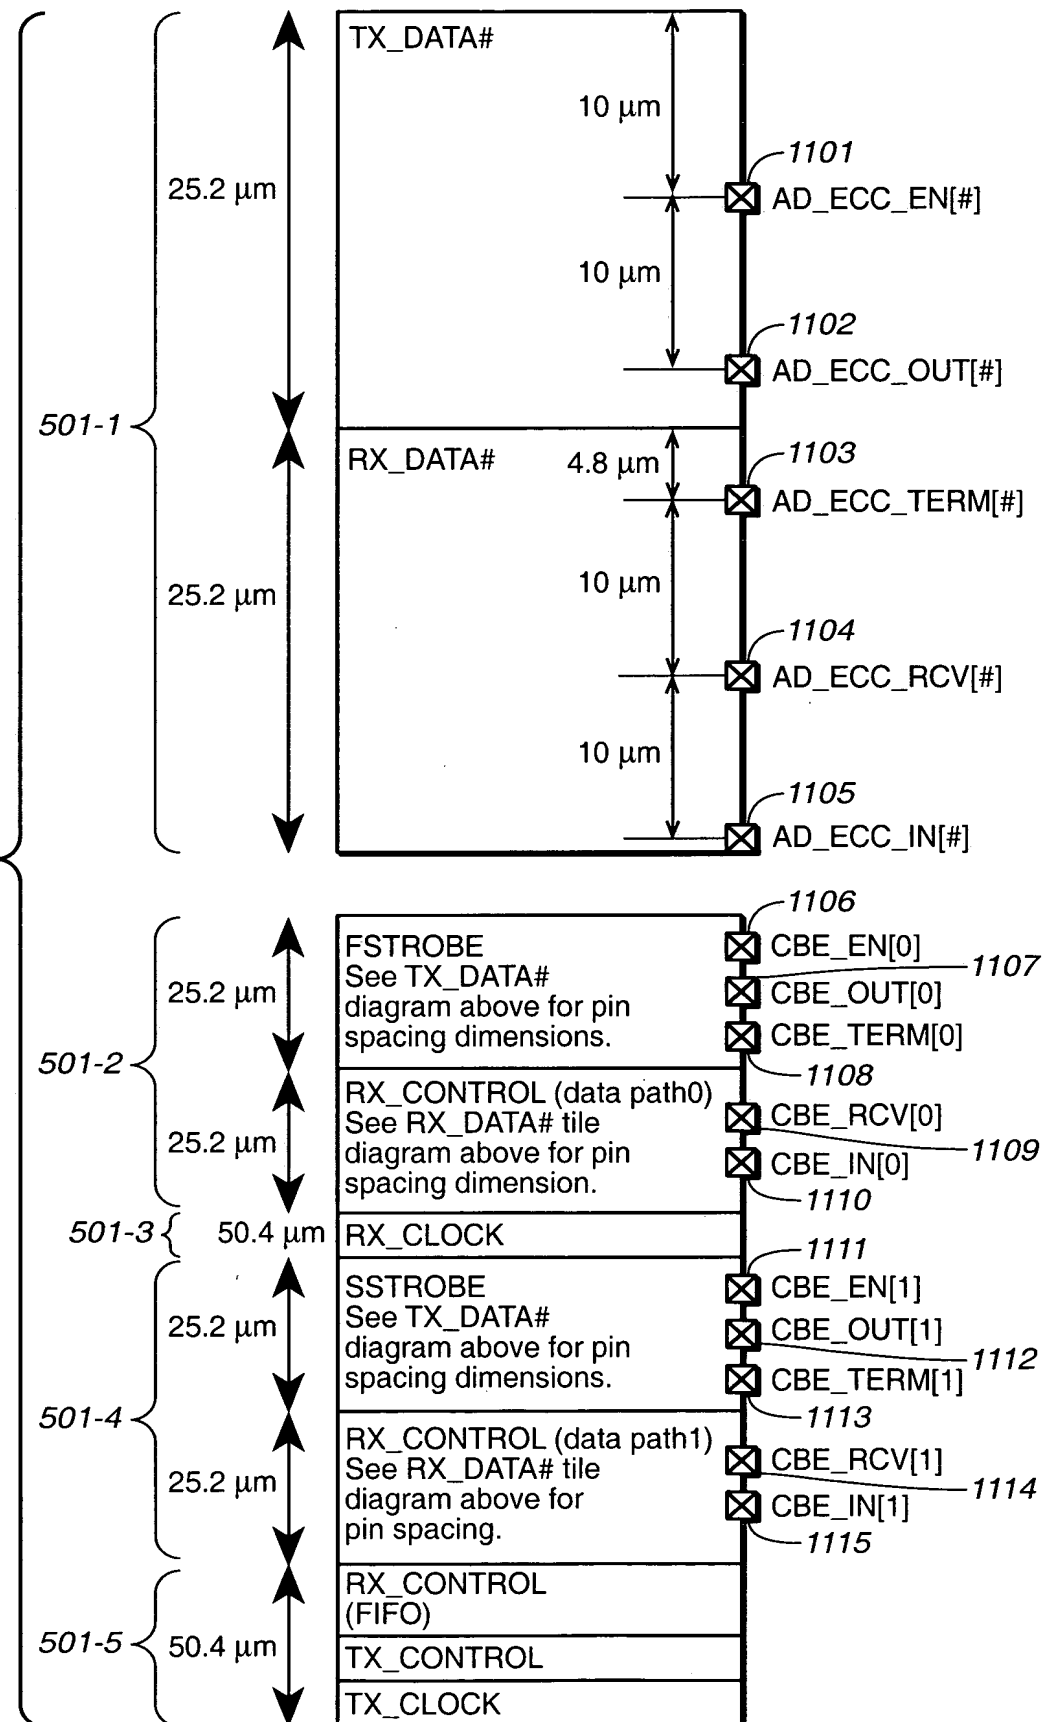 TX_DATA#
10 µm
1101
25.2 µm
AD_ECC_EN[#]
10 µm
1102
AD_ECC_OUT[#]
501-1
RX_DATA#
4.8 µm
1103
AD_ECC_TERM[#]
10 µm
25.2 µm
1104
AD_ECC_RCV[#]
10 µm
1105
AD_ECC_IN[#]
1106
FSTROBE
CBE_EN[0]
See TX_DATA#
1107
25.2 µm
diagram above for pin
CBE_OUT[0]
spacing dimensions.
CBE_TERM[0]
501-2
1108
RX_CONTROL (data path0)
See RX_DATA# tile
CBE_RCV[0]
25.2 µm
diagram above for pin
1109
spacing dimension.
CBE_IN[0]
1110
501-3
50.4 µm
RX_CLOCK
1111
SSTROBE
CBE_EN[1]
See TX_DATA#
25.2 µm
CBE_OUT[1]
diagram above for pin
1112
spacing dimensions.
CBE_TERM[1]
501-4
1113
RX_CONTROL (data path1)
CBE_RCV[1]
See RX_DATA# tile
25.2 µm
1114
diagram above for
CBE_IN[1]
pin spacing.
1115
RX_CONTROL
(FIFO)
501-5
50.4 µm
TX_CONTROL
TX_CLOCK